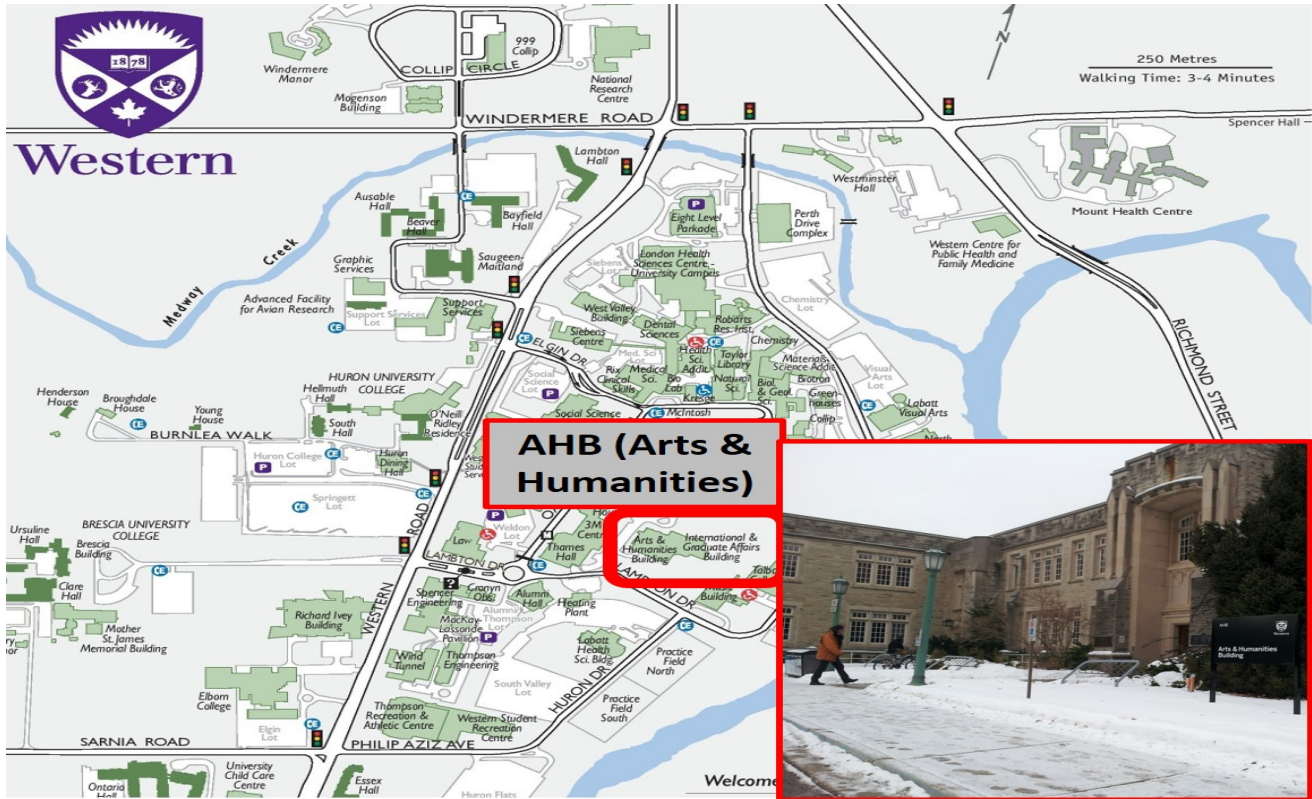 1878
Western
Windermere
Manor
999
Collip
COLLIP CIRCLE
Mogenson
Building
National
Research
Centre
N
250 Metres
Walking Time: 3-4 Minutes
WINDERMERE ROAD
Spencer Hall
Lambton
Hall
Westminster
Hall
Mount Health Centre
Ausable
Hall
Beaver
Hall
Bayfield
Hall
P
Eight Level
Parkade
Perth
Drive
Complex
Western Centre for
Public Health and
Family Medicine
Medway Creek
Graphic
Services
Saugeen-
Maitland
Siebens
Lot
London Health
Sciences Centre -
University Campus
Chemistry
Lot
Advanced Facility
for Avian Research
Support Services
Lot
Support
Services
West Valley
Building
Siebens
Centre
Dental
Sciences
Robarts
Res. Inst.
Chemistry
RICHMOND STREET
ELGIN DR
Med. Sci
Lot
Health
Sci.
Addit.
Taylor
Library
Materials
Science Addit.
Visual
Arts
Lot
Social
Science
Lot
P
Rix
Clinical
Skills
Medical
Sci.
Bio
Lab
Natural
Sci.
Biol.
& Geol.
Biotron
Green-
houses
Kresge
McIntosh
Collip
Labatt
Visual Arts
North
Social Science
HURON UNIVERSITY
COLLEGE
Henderson
House
Broughdale
House
Young
House
Hellmuth
Hall
South
Hall
O'Neill
Ridley
Residence
BURNLEA WALK
Huron College
Lot
P
Huron
Dining
Hall
Springett
Lot
AHB (Arts &
Humanities)
BRESCIA UNIVERSITY
COLLEGE
Ursuline
Hall
Brescia
Building
Clare
Hall
Mother
St. James
Memorial Building
P
Weldon
Lot
Law
3M
Centre
Thames
Hall
Arts &
Humanities
Building
International &
Graduate Affairs
Building
LAMBTON DR
LAMBTON DR
Building
WESTERN ROAD
?
Spencer
Engineering
Cronyn
Obs.
Alumni
Hall
Heating
Plant
Alumni/
Thompson
Lot
P
MacKay-
Lassonde
Pavilion
Richard Ivey
Building
Wind
Tunnel
Thompson
Engineering
Labatt
Health
Sci. Bldg.
Practice
Field
North
South Valley
Lot
HURON DR
Practice
Field
South
Elborn
College
Elgin
Lot
Thompson
Recreation &
Athletic Centre
Western Student
Recreation
Centre
SARNIA ROAD
PHILIP AZIZ AVE
Ontario
Hall
University
Child Care
Centre
Essex
Hall
Huron Flats
Welcome
AHB
Western
Arts & Humanities
Building